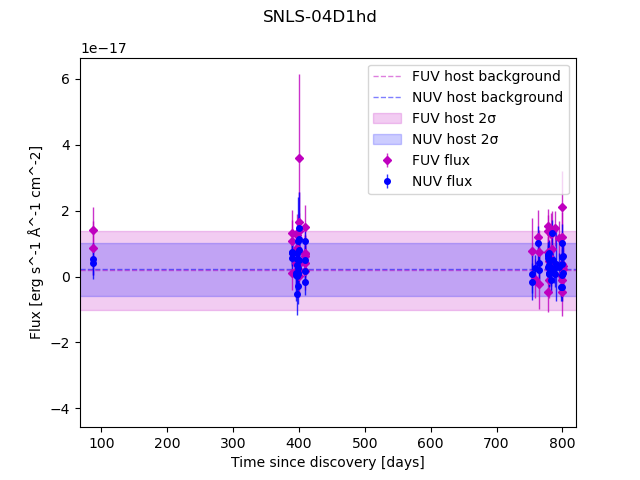 SNLS-04D1hd
1e−17
FUV host background
NUV host background
FUV host 2σ
NUV host 2σ
FUV flux
NUV flux
6
4
2
0
−2
−4
Flux [erg s^-1 Å^-1 cm^-2]
100 200 300 400 500 600 700 800
Time since discovery [days]